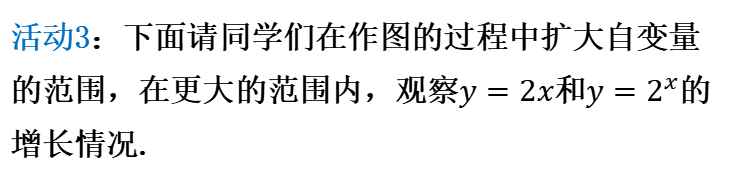 活动3：下面请同学们在作图的过程中扩大自变量
的范围，在更大的范围内，观察y = 2x和y = 2ˣ的
增长情况.